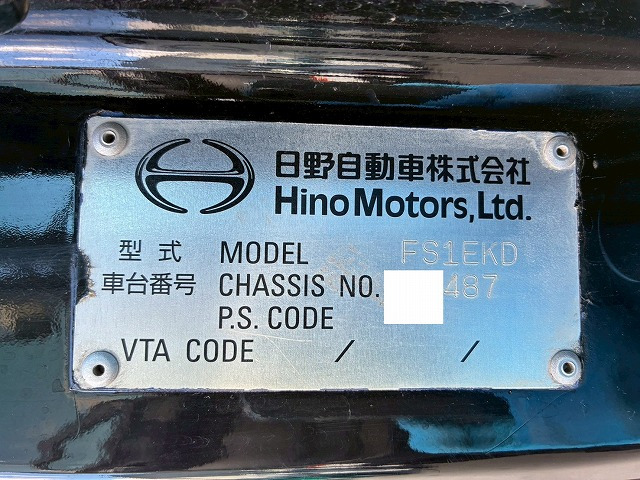 日野自動車株式会社
Hino Motors, Ltd.
型式 MODEL FS1EKD
車台番号 CHASSIS NO. 487
P.S. CODE
VTA CODE / /